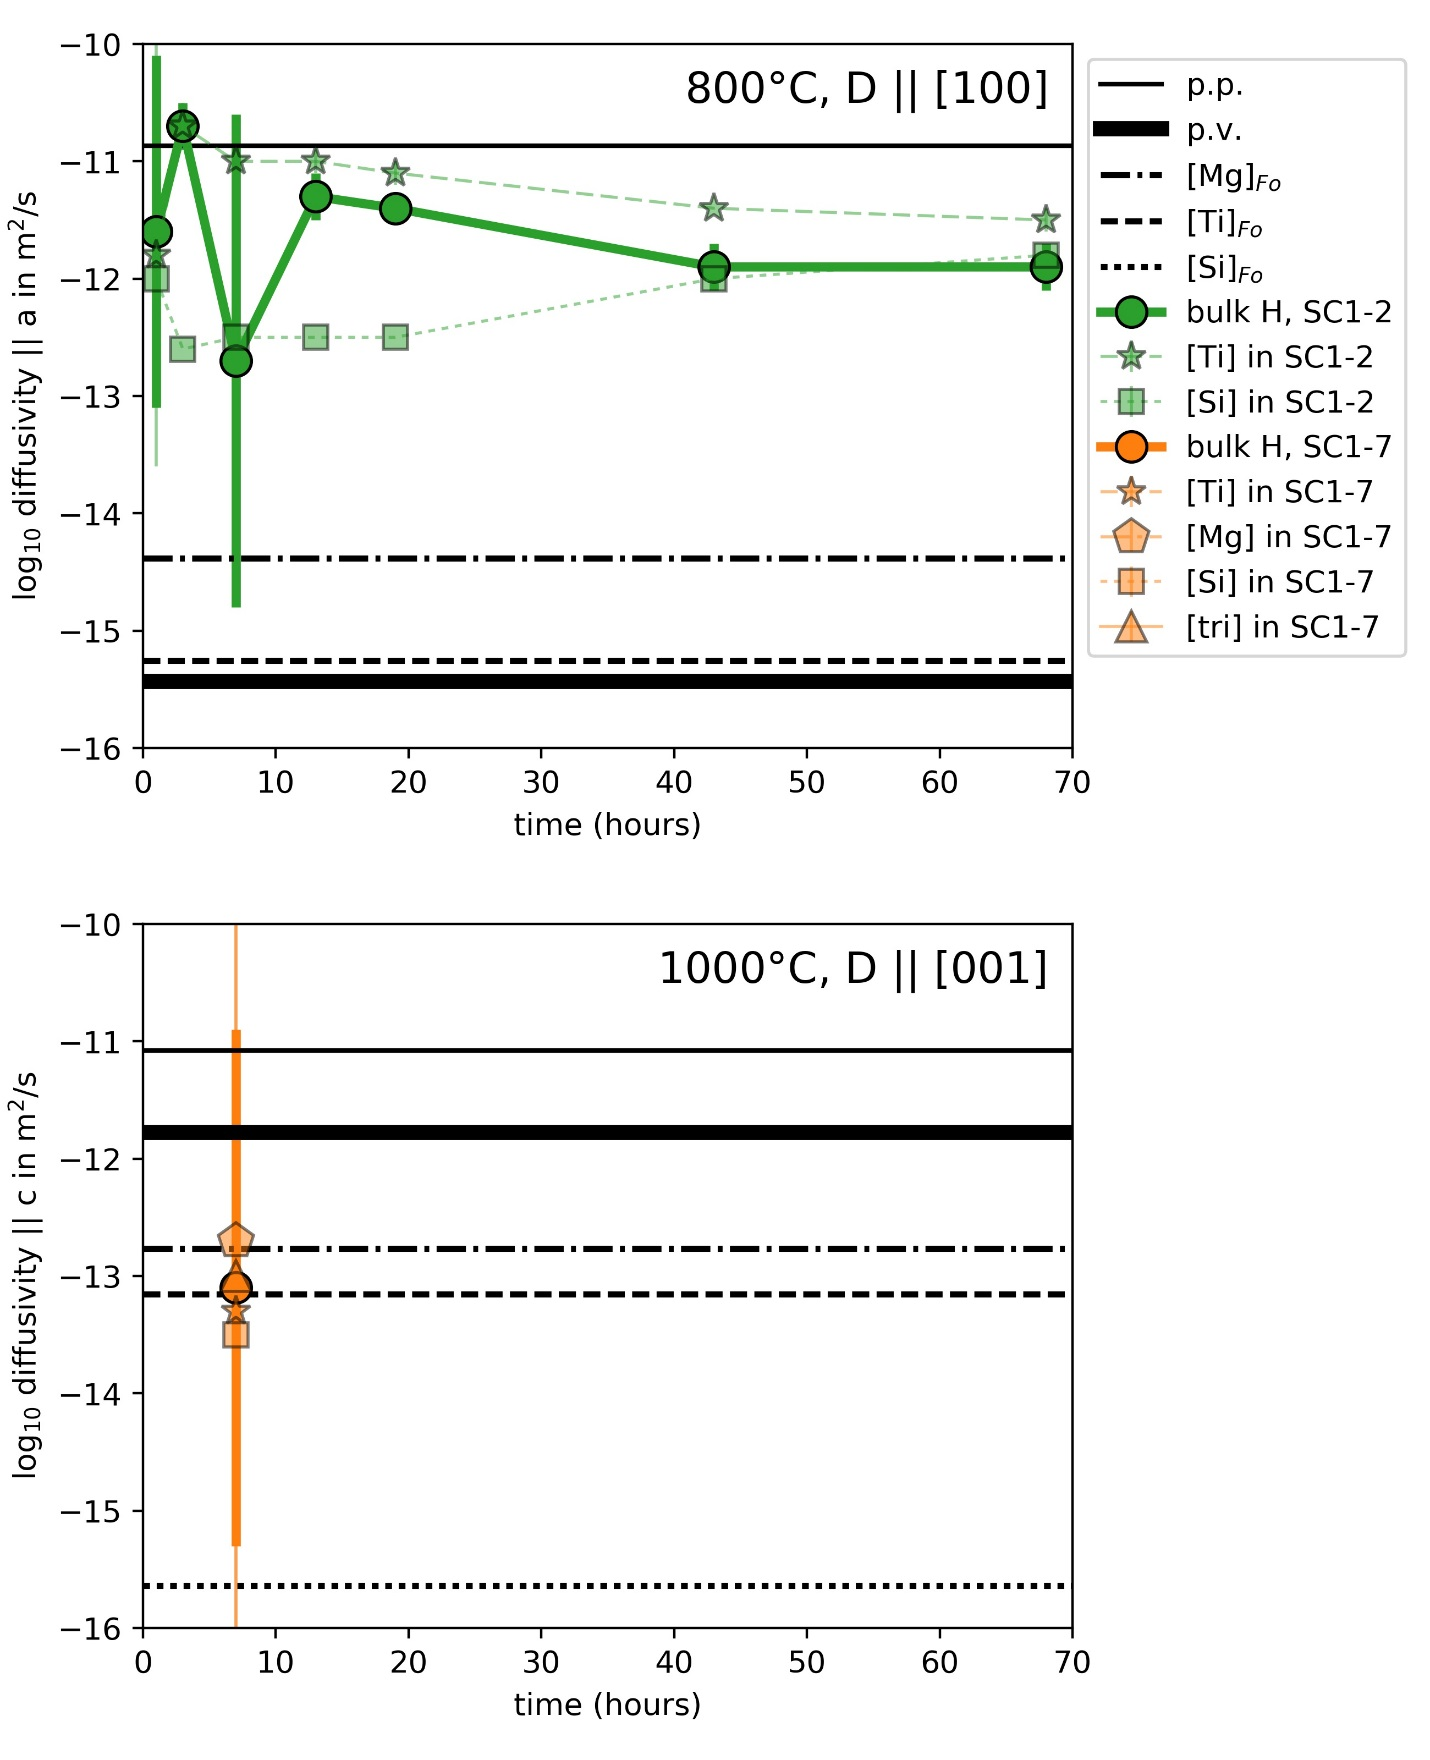 800°C, D || [100]
log₁₀ diffusivity || a in m²/s
−10
−11
−12
−13
−14
−15
−16
0 10 20 30 40 50 60 70
time (hours)
p.p.
p.v.
[Mg]Fo
[Ti]Fo
[Si]Fo
bulk H, SC1-2
[Ti] in SC1-2
[Si] in SC1-2
bulk H, SC1-7
[Ti] in SC1-7
[Mg] in SC1-7
[Si] in SC1-7
[tri] in SC1-7
1000°C, D || [001]
log₁₀ diffusivity || c in m²/s
−10
−11
−12
−13
−14
−15
−16
0 10 20 30 40 50 60 70
time (hours)